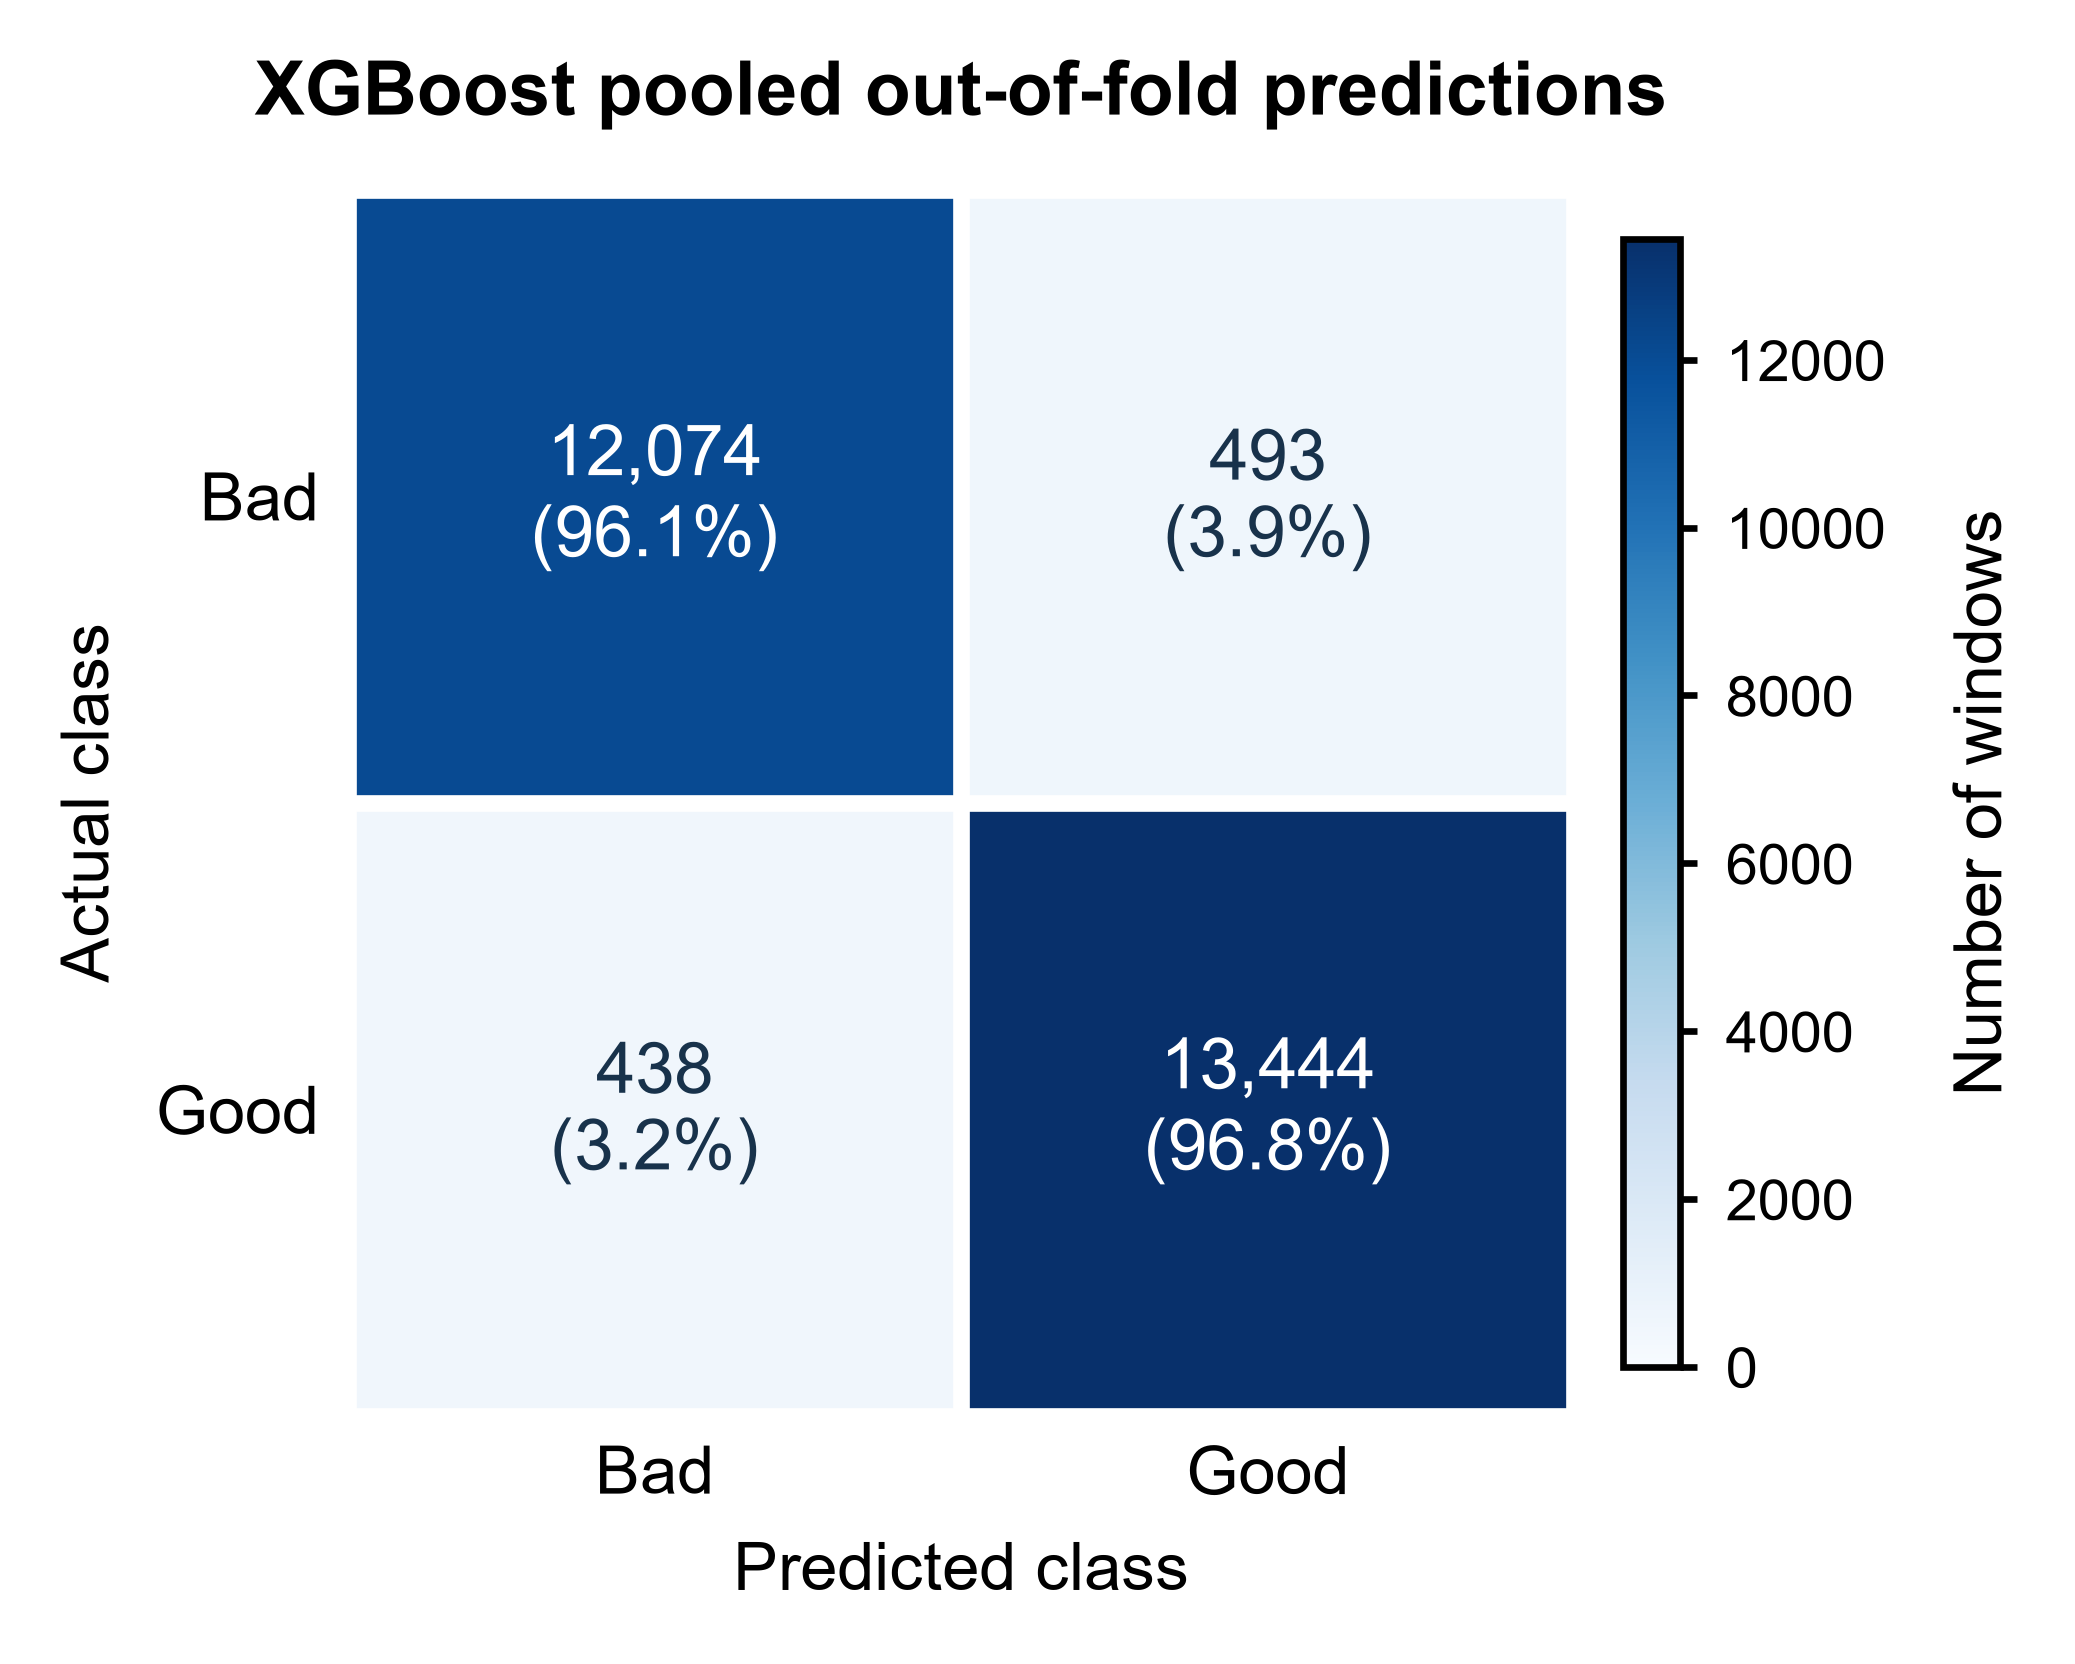 XGBoost pooled out-of-fold predictions
12,074
(96.1%)
493
(3.9%)
Bad
438
(3.2%)
13,444
(96.8%)
Good
Actual class
Bad
Good
Predicted class
12000
10000
8000
6000
4000
2000
0
Number of windows